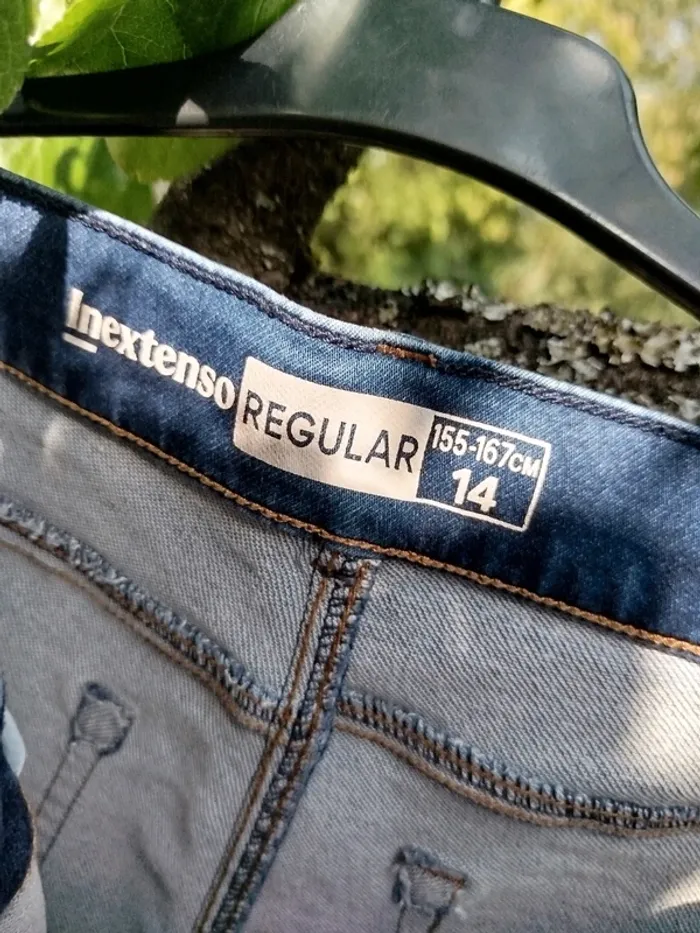 Inextenso
REGULAR
155-167CM
14